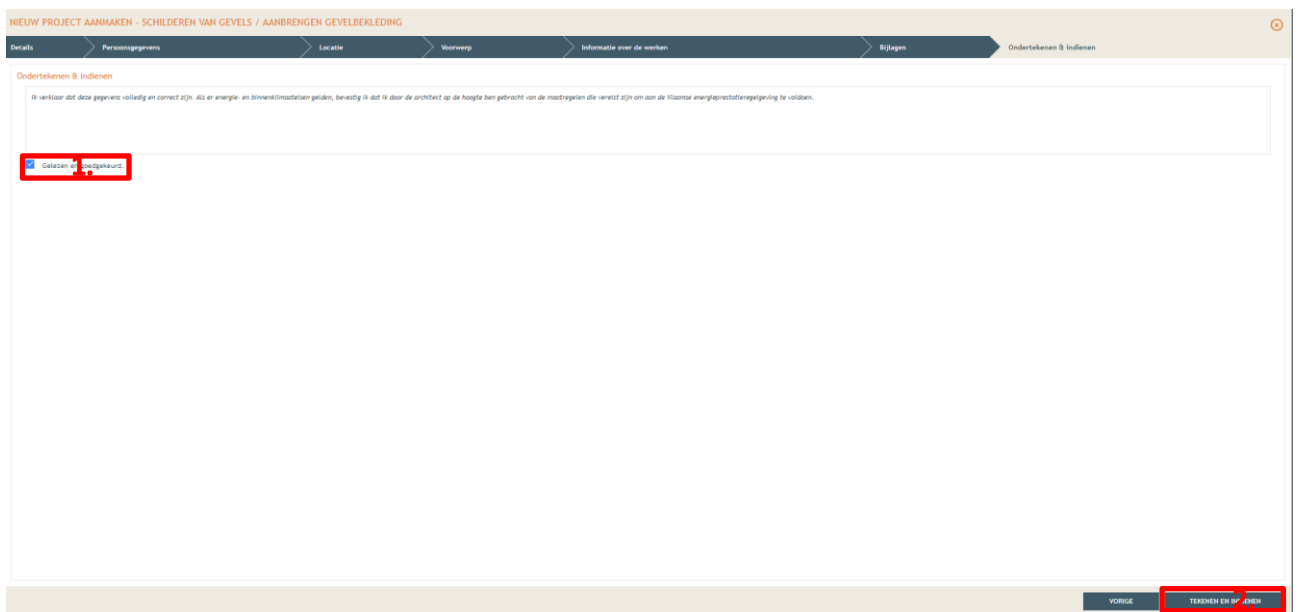 NIEUW PROJECT AANMAKEN - SCHILDEREN VAN GEVELS / AANBRENGEN GEVELBEKLEDING
Details Persoonsgegevens Locatie Voorwerp Informatie over de werken Bijlagen Ondertekenen & indienen
Ondertekenen & indienen
Ik verklaar dat deze gegevens volledig en correct zijn. Als er energie- en binnenklimaateisen gelden, bevestig ik dat ik door de architect op de hoogte ben gebracht van de maatregelen die vereist zijn om aan de Vlaamse energieprestatieregelgeving te voldoen.
Gelezen en goedgekeurd.
1.
VORIGE TEKENEN EN INDIENEN
2.